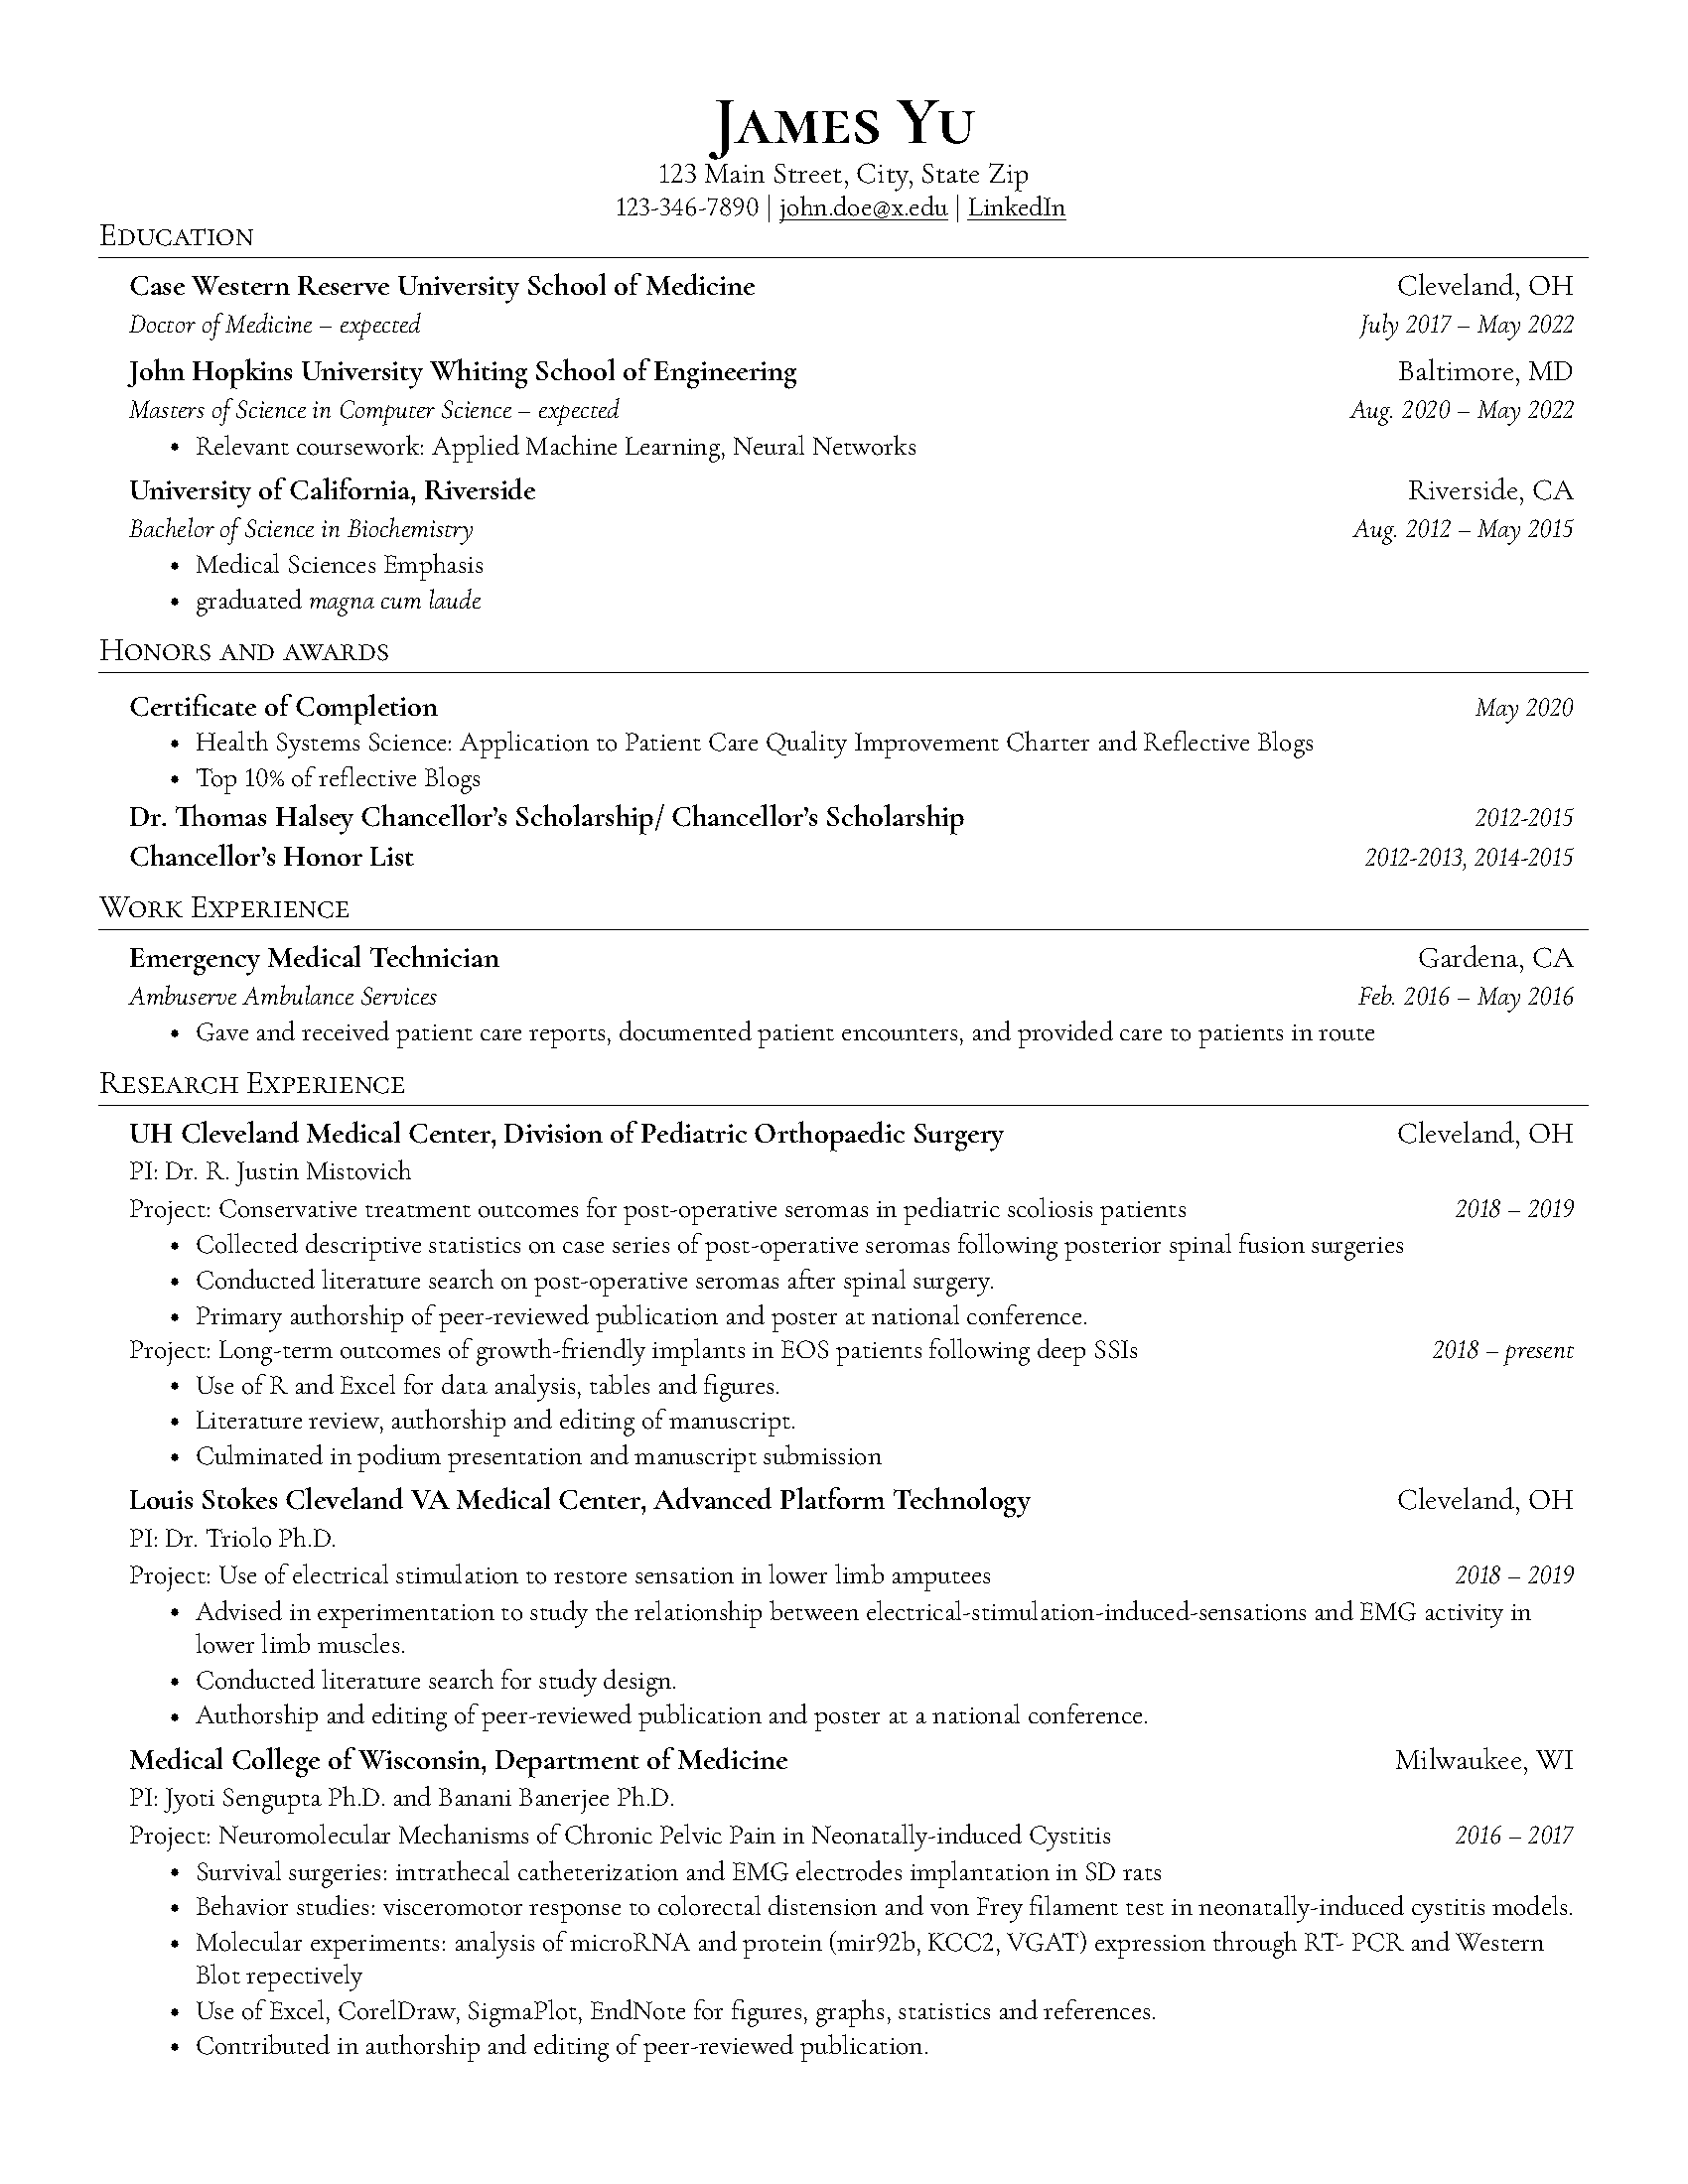 James Yu
123 Main Street, City, State Zip
123-346-7890 | john.doe@x.edu | LinkedIn
Education
Case Western Reserve University School of Medicine Cleveland, OH
Doctor of Medicine – expected July 2017 – May 2022
John Hopkins University Whiting School of Engineering Baltimore, MD
Masters of Science in Computer Science – expected Aug. 2020 – May 2022
• Relevant coursework: Applied Machine Learning, Neural Networks
University of California, Riverside Riverside, CA
Bachelor of Science in Biochemistry Aug. 2012 – May 2015
• Medical Sciences Emphasis
• graduated magna cum laude
Honors and awards
Certificate of Completion May 2020
• Health Systems Science: Application to Patient Care Quality Improvement Charter and Reflective Blogs
• Top 10% of reflective Blogs
Dr. Thomas Halsey Chancellor's Scholarship/ Chancellor's Scholarship 2012-2015
Chancellor's Honor List 2012-2013, 2014-2015
Work Experience
Emergency Medical Technician Gardena, CA
Ambuserve Ambulance Services Feb. 2016 – May 2016
• Gave and received patient care reports, documented patient encounters, and provided care to patients in route
Research Experience
UH Cleveland Medical Center, Division of Pediatric Orthopaedic Surgery Cleveland, OH
PI: Dr. R. Justin Mistovich
Project: Conservative treatment outcomes for post-operative seromas in pediatric scoliosis patients 2018 – 2019
• Collected descriptive statistics on case series of post-operative seromas following posterior spinal fusion surgeries
• Conducted literature search on post-operative seromas after spinal surgery.
• Primary authorship of peer-reviewed publication and poster at national conference.
Project: Long-term outcomes of growth-friendly implants in EOS patients following deep SSIs 2018 – present
• Use of R and Excel for data analysis, tables and figures.
• Literature review, authorship and editing of manuscript.
• Culminated in podium presentation and manuscript submission
Louis Stokes Cleveland VA Medical Center, Advanced Platform Technology Cleveland, OH
PI: Dr. Triolo Ph.D.
Project: Use of electrical stimulation to restore sensation in lower limb amputees 2018 – 2019
• Advised in experimentation to study the relationship between electrical-stimulation-induced-sensations and EMG activity in
lower limb muscles.
• Conducted literature search for study design.
• Authorship and editing of peer-reviewed publication and poster at a national conference.
Medical College of Wisconsin, Department of Medicine Milwaukee, WI
PI: Jyoti Sengupta Ph.D. and Banani Banerjee Ph.D.
Project: Neuromolecular Mechanisms of Chronic Pelvic Pain in Neonatally-induced Cystitis 2016 – 2017
• Survival surgeries: intrathecal catheterization and EMG electrodes implantation in SD rats
• Behavior studies: visceromotor response to colorectal distension and von Frey filament test in neonatally-induced cystitis models.
• Molecular experiments: analysis of microRNA and protein (mir92b, KCC2, VGAT) expression through RT- PCR and Western
Blot repectively
• Use of Excel, CorelDraw, SigmaPlot, EndNote for figures, graphs, statistics and references.
• Contributed in authorship and editing of peer-reviewed publication.